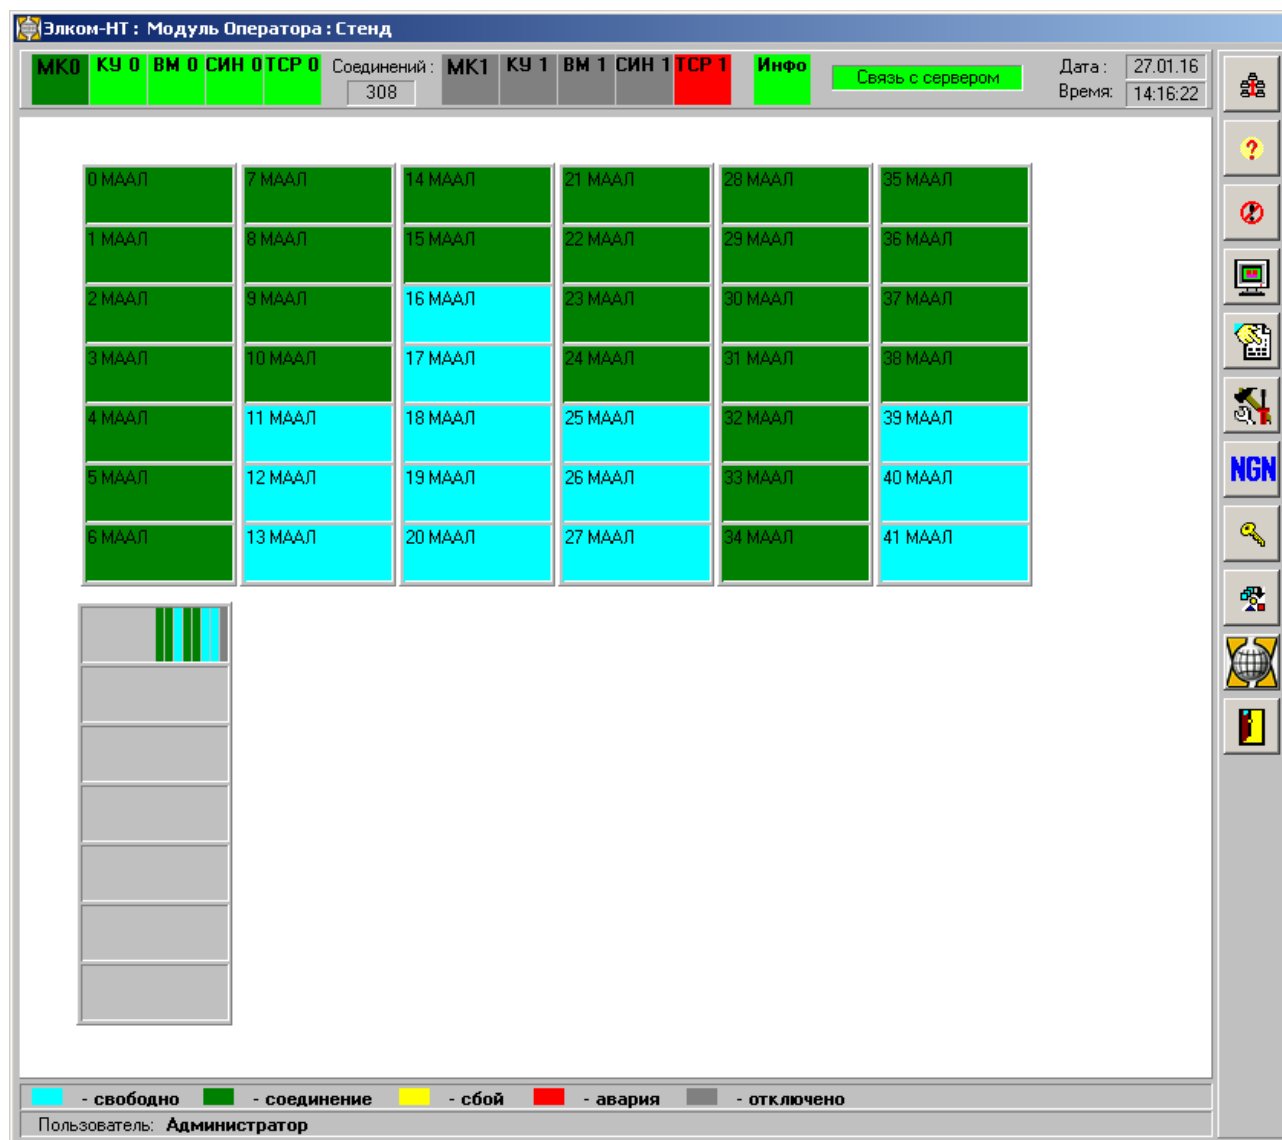 Элком-НТ : Модуль Оператора : Стенд
МК0 КУ 0 ВМ 0 СИН 0 ТСР 0 Соединений : МК1 КУ 1 ВМ 1 СИН 1 ТСР 1 Инфо Связь с сервером Дата : 27.01.16
308 Время: 14:16:22
0 МААЛ 7 МААЛ 14 МААЛ 21 МААЛ 28 МААЛ 35 МААЛ
1 МААЛ 8 МААЛ 15 МААЛ 22 МААЛ 29 МААЛ 36 МААЛ
2 МААЛ 9 МААЛ 16 МААЛ 23 МААЛ 30 МААЛ 37 МААЛ
3 МААЛ 10 МААЛ 17 МААЛ 24 МААЛ 31 МААЛ 38 МААЛ
4 МААЛ 11 МААЛ 18 МААЛ 25 МААЛ 32 МААЛ 39 МААЛ
5 МААЛ 12 МААЛ 19 МААЛ 26 МААЛ 33 МААЛ 40 МААЛ
6 МААЛ 13 МААЛ 20 МААЛ 27 МААЛ 34 МААЛ 41 МААЛ
NGN
- свободно - соединение - сбой - авария - отключено
Пользователь: Администратор